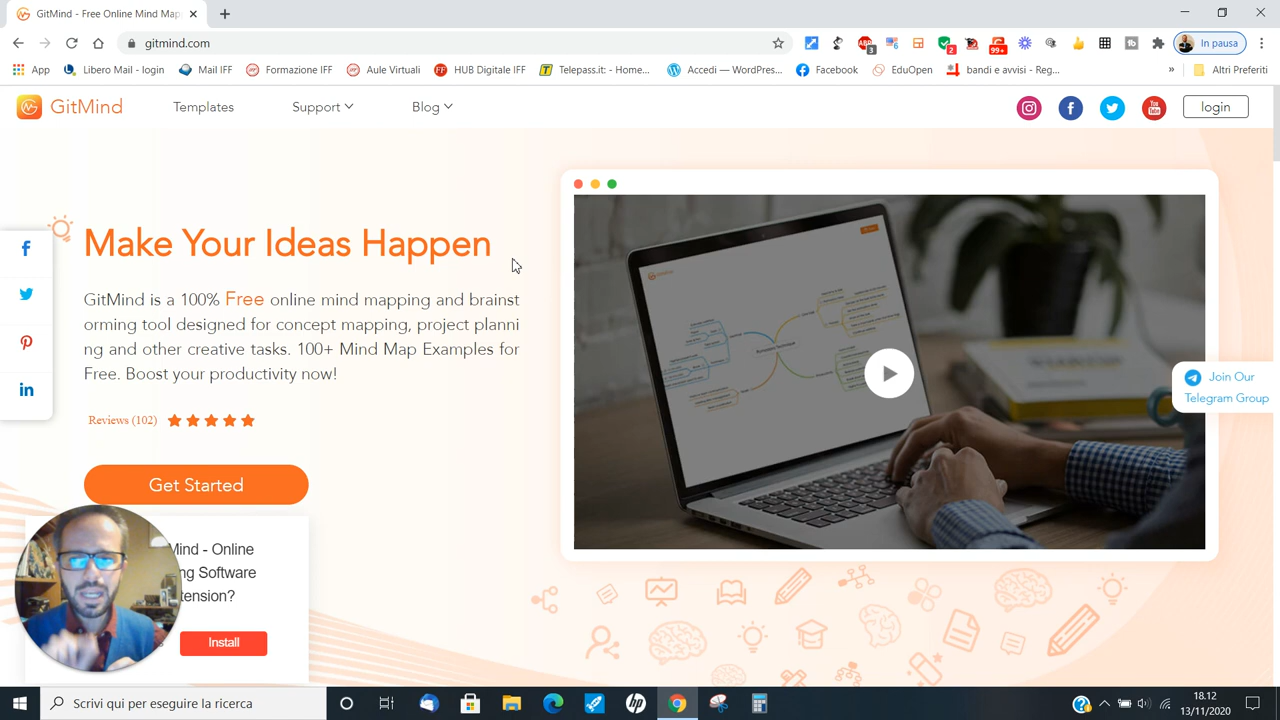 GitMind - Free Online Mind Map
gitmind.com
3
6
2
99+
In pausa
App
Libero Mail - login
Mail IFF
Formazione IFF
Aule Virtuali
HUB Digitale IFF
Telepass.it: - Home...
Accedi — WordPres...
Facebook
EduOpen
bandi e avvisi - Reg...
»
Altri Preferiti
GitMind
Templates
Support
Blog
login
Make Your Ideas Happen
GitMind is a 100% Free online mind mapping and brainst
orming tool designed for concept mapping, project planni
ng and other creative tasks. 100+ Mind Map Examples for
Free. Boost your productivity now!
Reviews (102)
Get Started
Join Our
Telegram Group
Mind - Online
ng Software
tension?
Install
Scrivi qui per eseguire la ricerca
18.12
13/11/2020